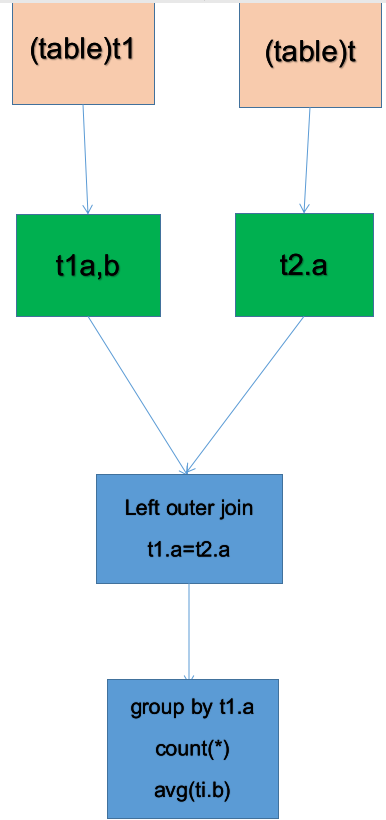 (table)t1
(table)t
t1a,b
t2.a
Left outer join
t1.a=t2.a
group by t1.a
count(*)
avg(ti.b)